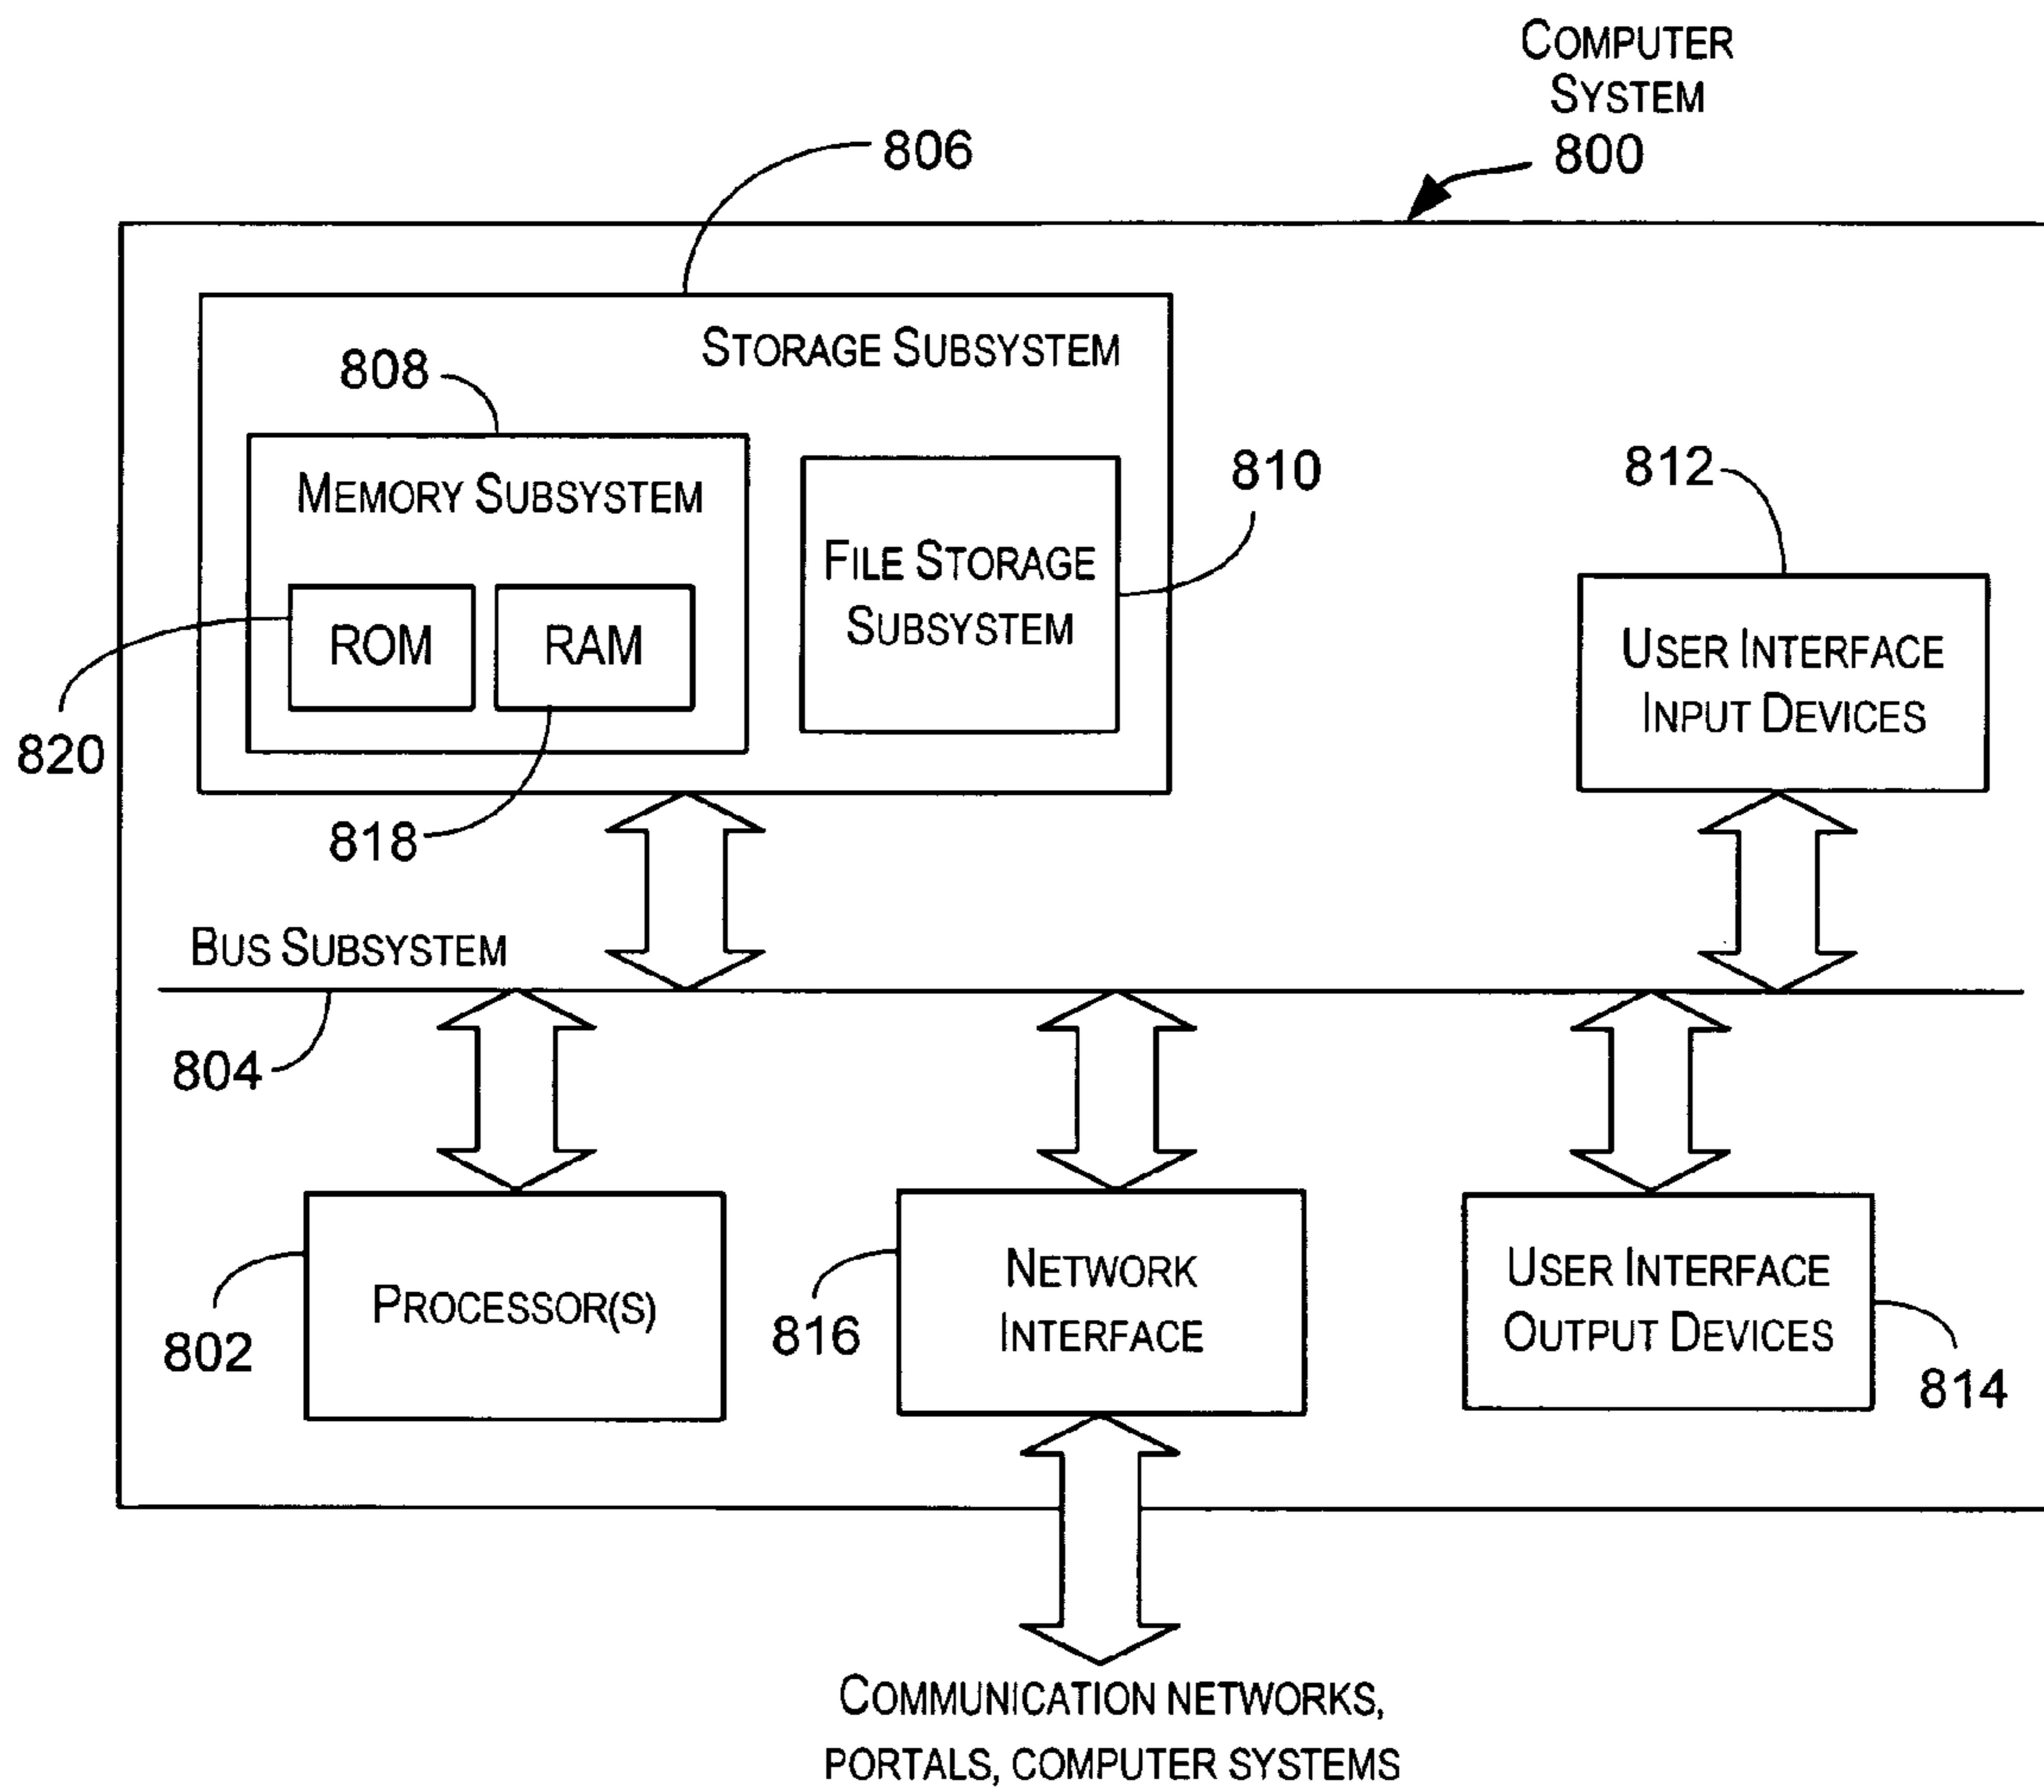 COMPUTER
SYSTEM
800
806
STORAGE SUBSYSTEM
808
MEMORY SUBSYSTEM
810
812
FILE STORAGE
SUBSYSTEM
ROM
RAM
USER INTERFACE
INPUT DEVICES
820
818
BUS SUBSYSTEM
804
PROCESSOR(S)
802
NETWORK
INTERFACE
816
USER INTERFACE
OUTPUT DEVICES
814
COMMUNICATION NETWORKS,
PORTALS, COMPUTER SYSTEMS